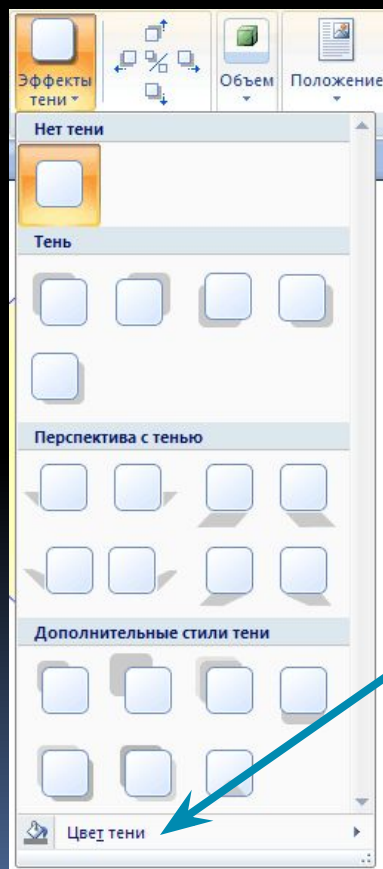 Эффекты
тени
Объем
Положение
Нет тени
Тень
Перспектива с тенью
Дополнительные стили тени
Цвет тени